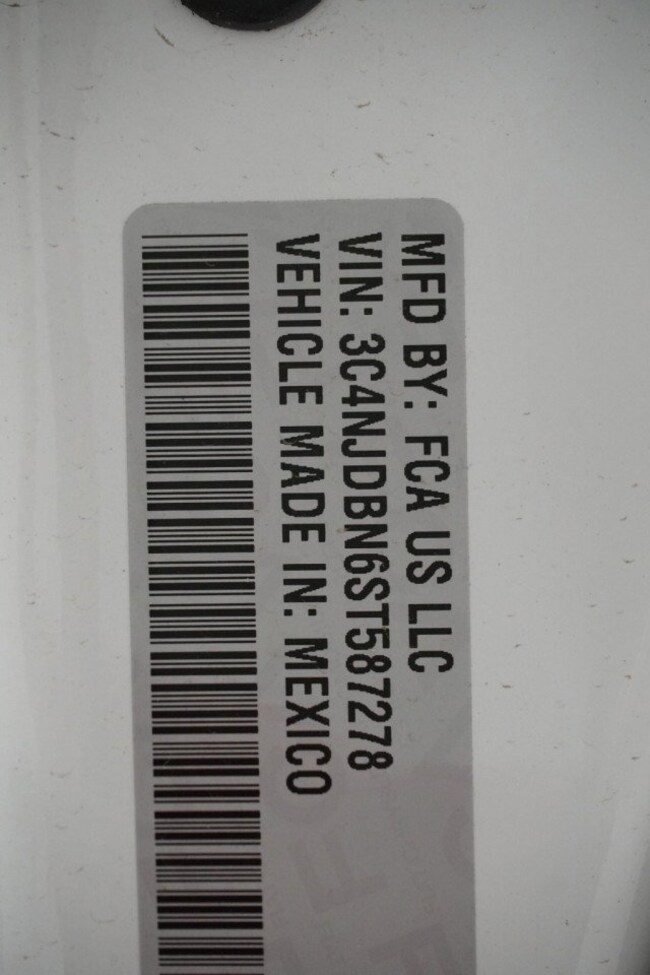 MFD BY: FCA US LLC
VIN: 3C4NJDBN6ST587278
VEHICLE MADE IN: MEXICO